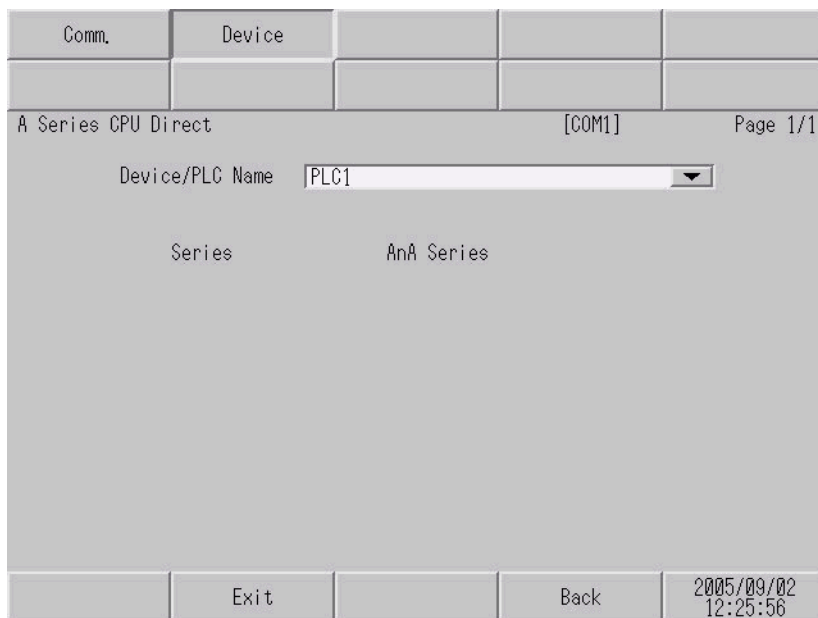 Comm. Device
A Series CPU Direct [COM1] Page 1/1
Device/PLC Name PLC1
Series AnA Series
Exit Back 2005/09/02
12:25:56